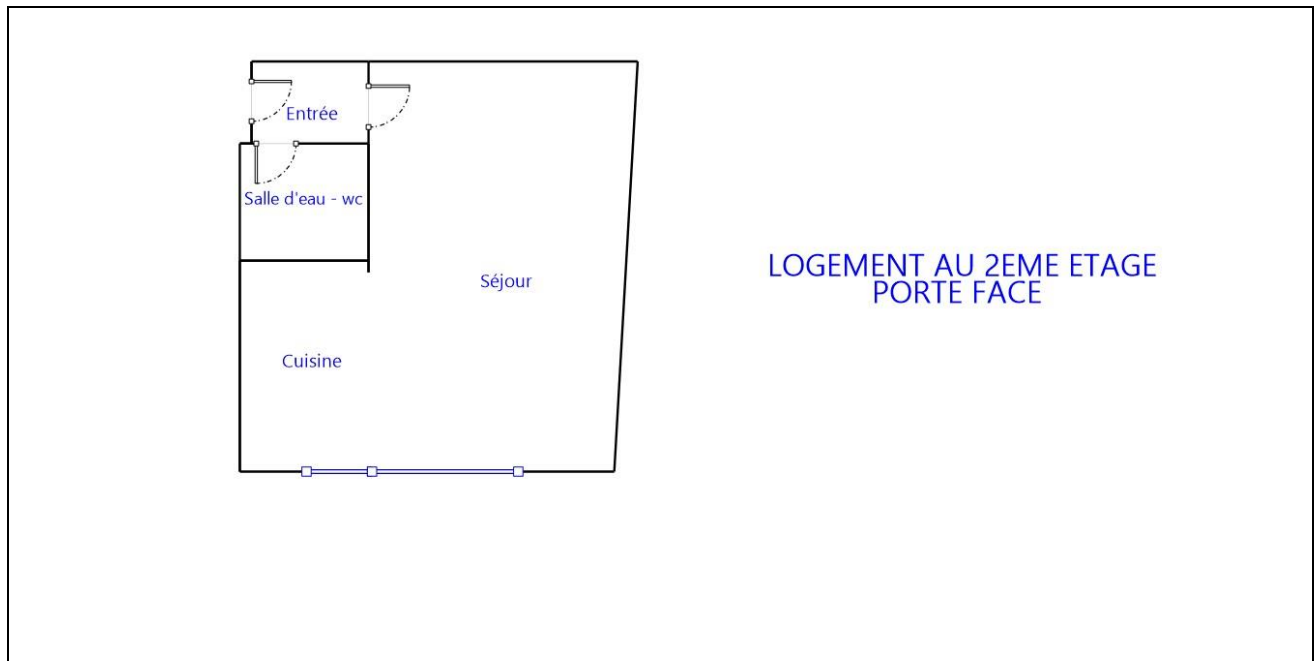 Entrée
Salle d'eau - wc
Séjour
Cuisine
LOGEMENT AU 2EME ETAGE
PORTE FACE